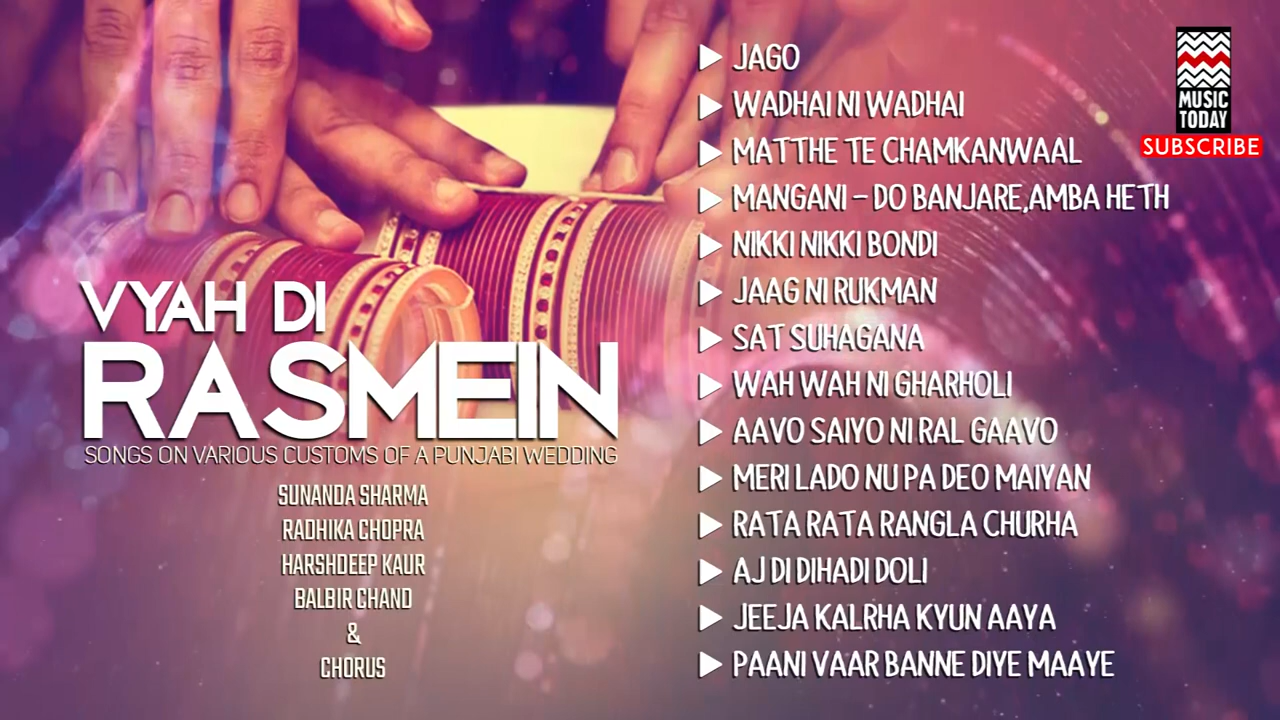 VYAH DI
RASMEIN
SONGS ON VARIOUS CUSTOMS OF A PUNJABI WEDDING
SUNANDA SHARMA
RADHIKA CHOPRA
HARSHDEEP KAUR
BALBIR CHAND
&
CHORUS
JAGO
WADHAI NI WADHAI
MATTHE TE CHAMKANWAAL
MANGANI - DO BANJARE,AMBA HETH
NIKKI NIKKI BONDI
JAAG NI RUKMAN
SAT SUHAGANA
WAH WAH NI GHARHOLI
AAVO SAIYO NI RAL GAAVO
MERI LADO NU PA DEO MAIYAN
RATA RATA RANGLA CHURHA
AJ DI DIHADI DOLI
JEEJA KALRHA KYUN AAYA
PAANI VAAR BANNE DIYE MAAYE
MUSIC
TODAY
SUBSCRIBE